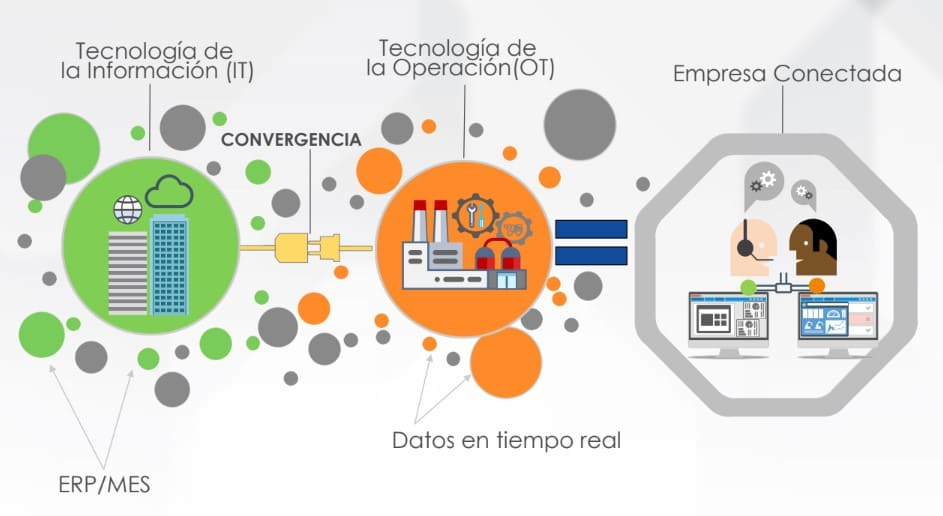 Tecnología de
la Información (IT)
Tecnología de
la Operación(OT)
Empresa Conectada
CONVERGENCIA
Datos en tiempo real
ERP/MES